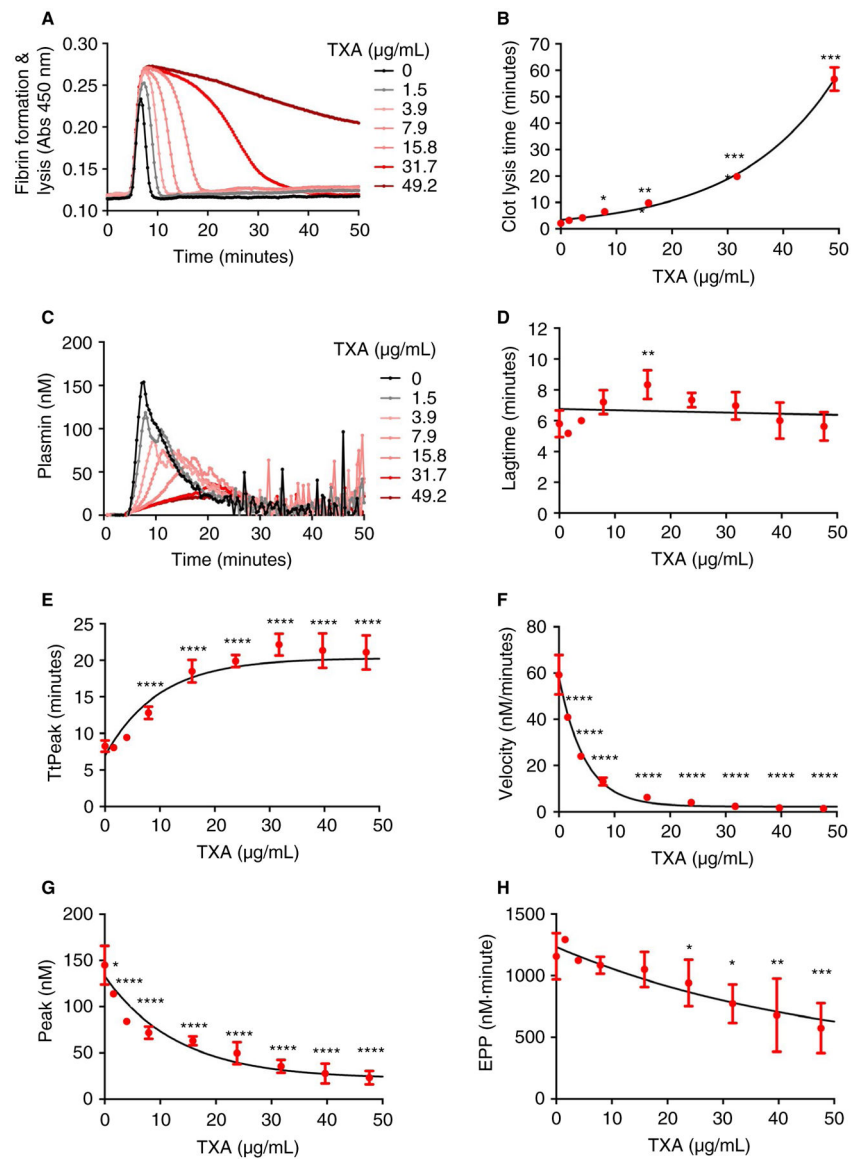 A
TXA (µg/mL)
0
1.5
3.9
7.9
15.8
31.7
49.2
Fibrin formation &
lysis (Abs 450 nm)
0.30
0.25
0.20
0.15
0.10
0 10 20 30 40 50
Time (minutes)
B
Clot lysis time (minutes)
70
60
50
40
30
20
10
0
* ** *** ***
* *
0 10 20 30 40 50
TXA (µg/mL)
C
TXA (µg/mL)
0
1.5
3.9
7.9
15.8
31.7
49.2
Plasmin (nM)
200
150
100
50
0
0 10 20 30 40 50
Time (minutes)
D
Lagtime (minutes)
12
10
8
6
4
2
0
**
0 10 20 30 40 50
TXA (µg/mL)
E
TtPeak (minutes)
25
20
15
10
5
0
**** **** **** **** **** ****
0 10 20 30 40 50
TXA (µg/mL)
F
Velocity (nM/minutes)
80
60
40
20
0
****
****
****
**** **** **** **** ****
0 10 20 30 40 50
TXA (µg/mL)
G
Peak (nM)
200
150
100
50
0
*
****
****
**** **** **** **** ****
0 10 20 30 40 50
TXA (µg/mL)
H
EPP (nM·minute)
1500
1000
500
0
* * ** ***
0 10 20 30 40 50
TXA (µg/mL)